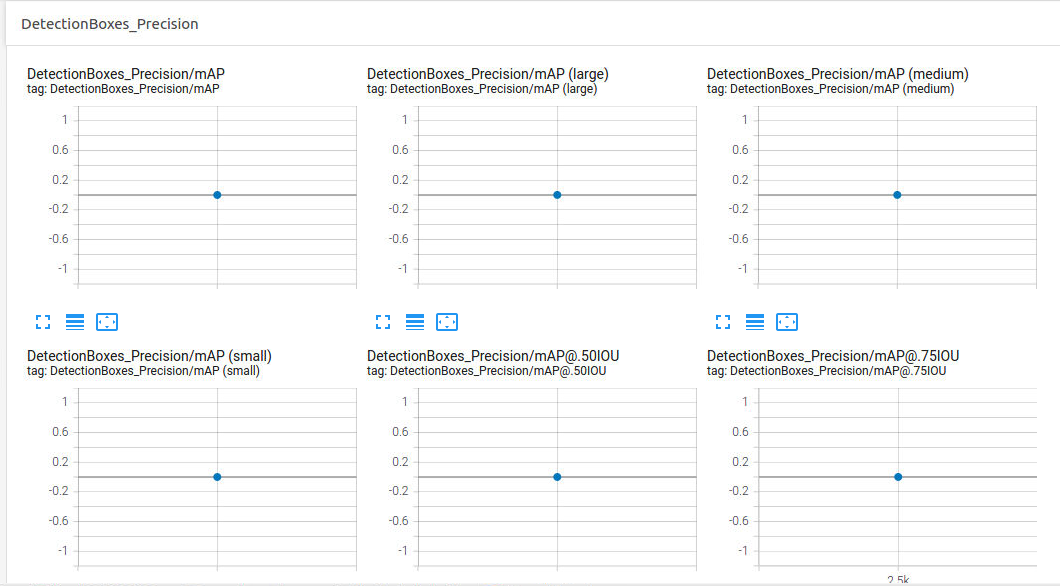 DetectionBoxes_Precision
DetectionBoxes_Precision/mAP
tag: DetectionBoxes_Precision/mAP
1
0.6
0.2
-0.2
-0.6
-1
DetectionBoxes_Precision/mAP (large)
tag: DetectionBoxes_Precision/mAP (large)
1
0.6
0.2
-0.2
-0.6
-1
DetectionBoxes_Precision/mAP (medium)
tag: DetectionBoxes_Precision/mAP (medium)
1
0.6
0.2
-0.2
-0.6
-1
DetectionBoxes_Precision/mAP (small)
tag: DetectionBoxes_Precision/mAP (small)
1
0.6
0.2
-0.2
-0.6
-1
DetectionBoxes_Precision/mAP@.50IOU
tag: DetectionBoxes_Precision/mAP@.50IOU
1
0.6
0.2
-0.2
-0.6
-1
DetectionBoxes_Precision/mAP@.75IOU
tag: DetectionBoxes_Precision/mAP@.75IOU
1
0.6
0.2
-0.2
-0.6
-1
2.5k